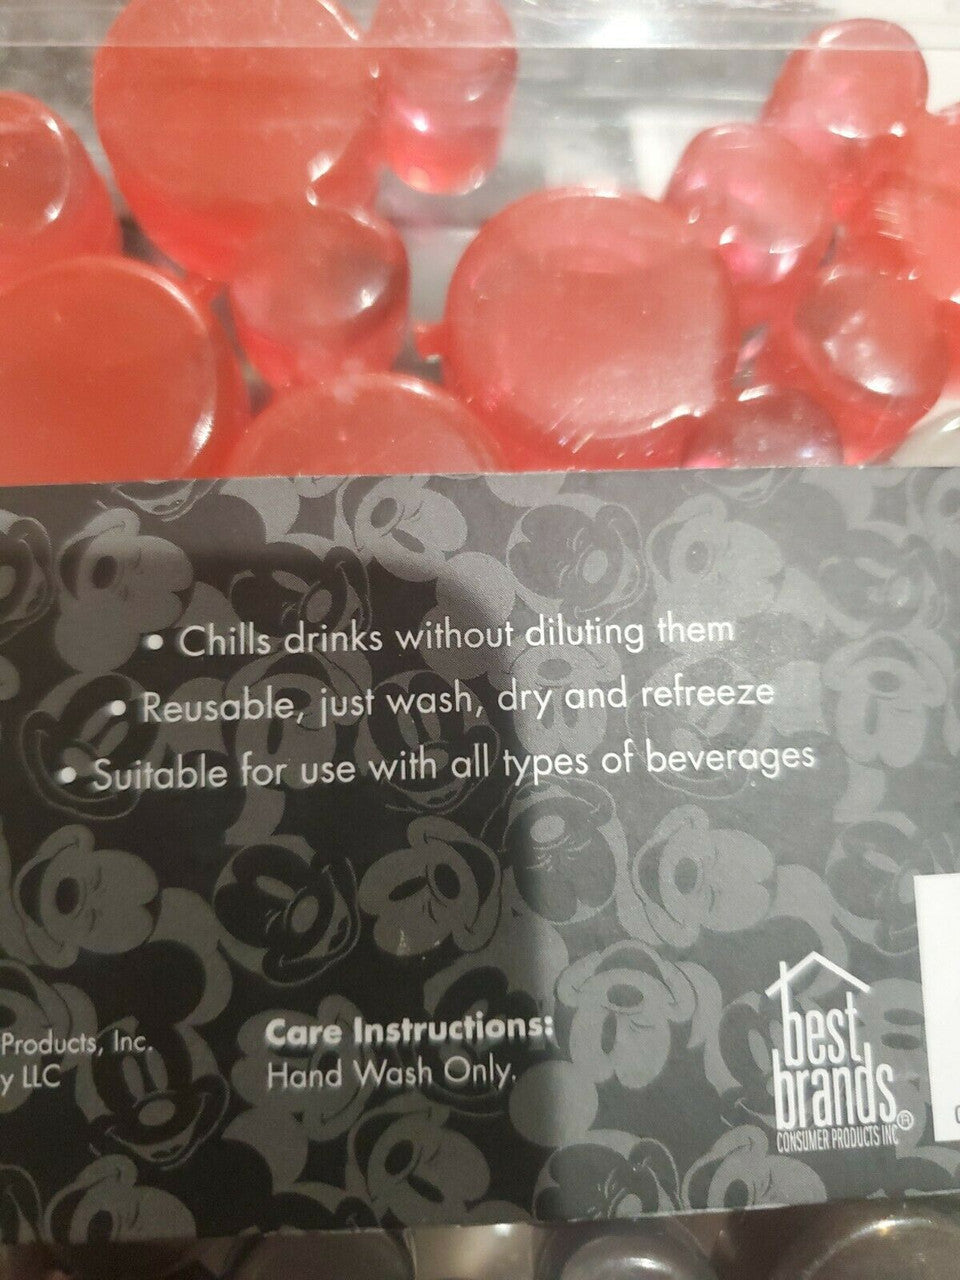 • Chills drinks without diluting them
• Reusable, just wash, dry and refreeze
• Suitable for use with all types of beverages
Products, Inc.
y LLC
Care Instructions:
Hand Wash Only.
best
brands®
CONSUMER PRODUCTS INC